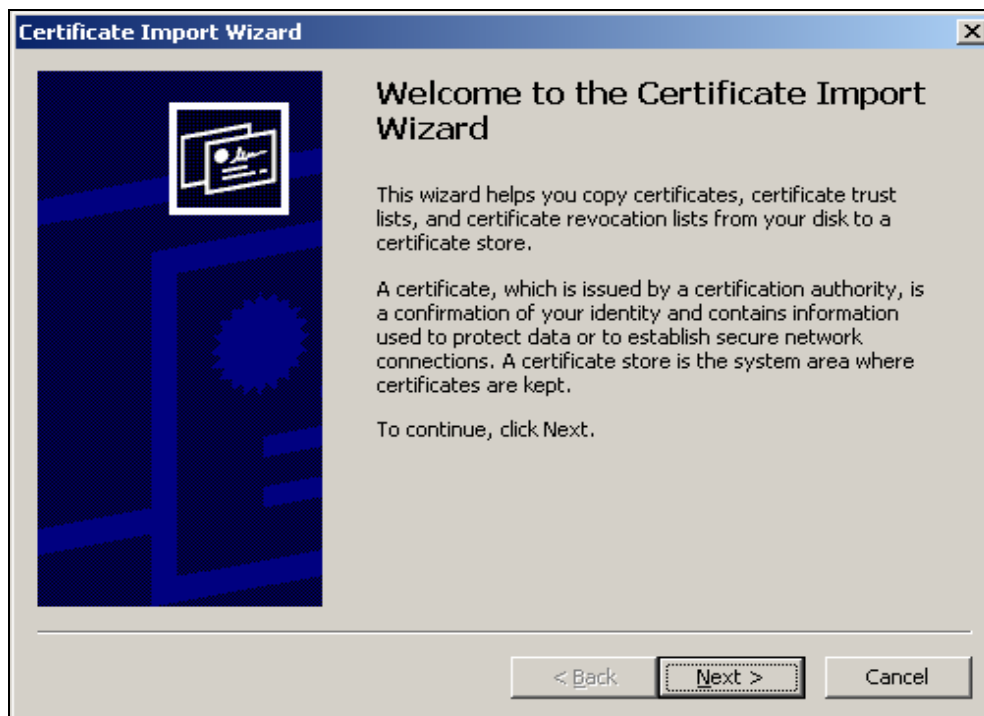 Certificate Import Wizard
Welcome to the Certificate Import
Wizard
This wizard helps you copy certificates, certificate trust
lists, and certificate revocation lists from your disk to a
certificate store.
A certificate, which is issued by a certification authority, is
a confirmation of your identity and contains information
used to protect data or to establish secure network
connections. A certificate store is the system area where
certificates are kept.
To continue, click Next.
< Back Next > Cancel